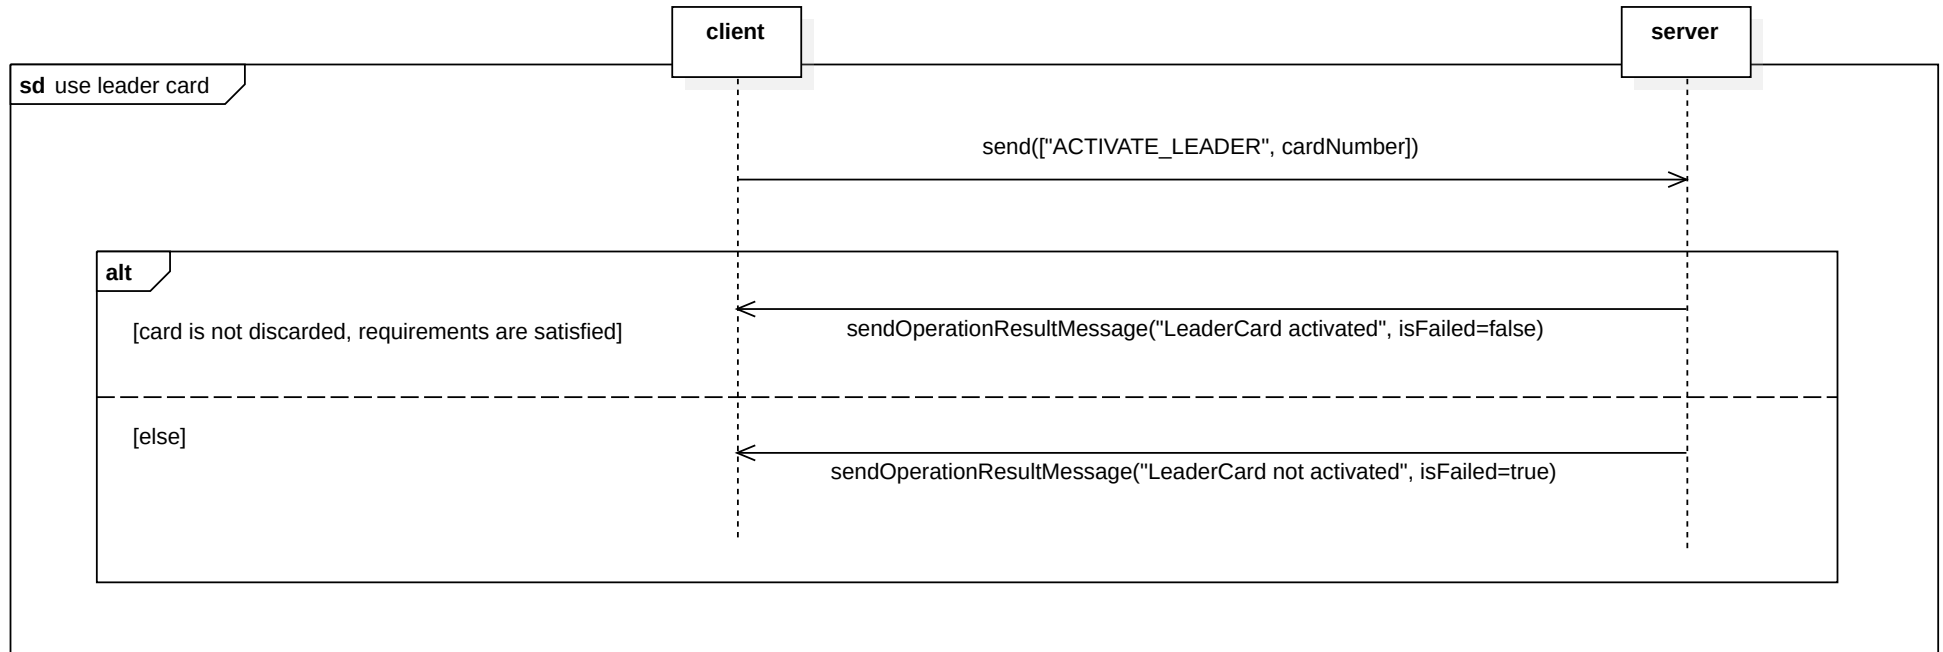 client
server
sd use leader card
send(["ACTIVATE_LEADER", cardNumber])
alt
[card is not discarded, requirements are satisfied]
sendOperationResultMessage("LeaderCard activated", isFailed=false)
[else]
sendOperationResultMessage("LeaderCard not activated", isFailed=true)